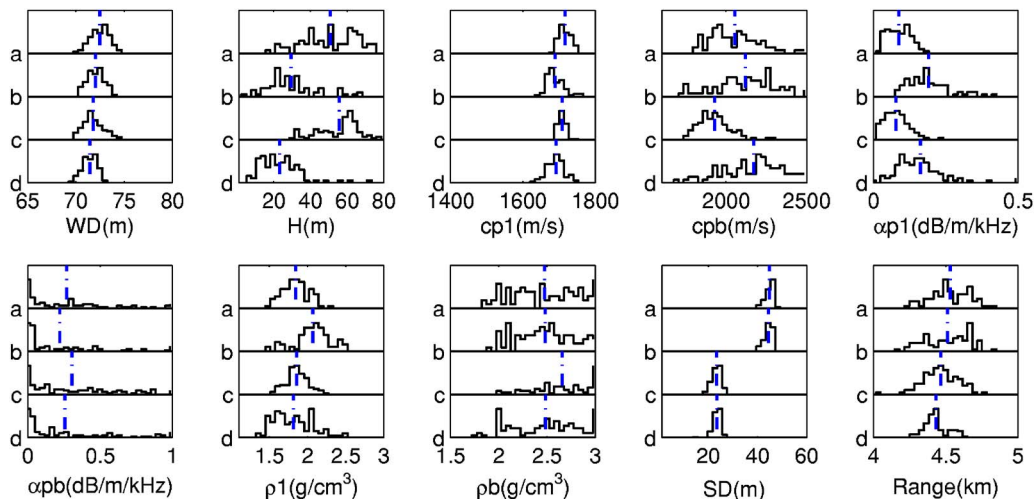 a a a a a
b b b b b
c c c c c
d d d d d
65 70 75 80 20 40 60 80 1400 1600 1800 2000 2500 0 0.5
WD(m) H(m) cp1(m/s) cpb(m/s) αp1(dB/m/kHz)
a a a a a
b b b b b
c c c c c
d d d d d
0 0.5 1 1.5 2 2.5 3 1.5 2 2.5 3 20 40 60 4 4.5 5
αpb(dB/m/kHz) ρ1(g/cm³) ρb(g/cm³) SD(m) Range(km)